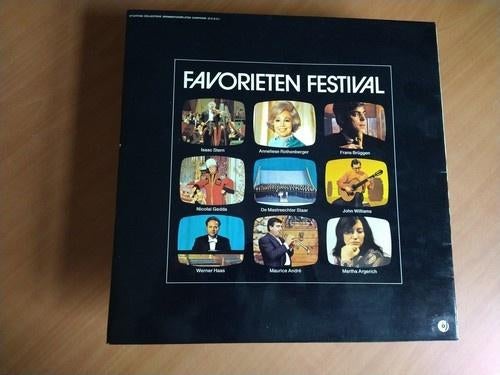 FAVORIETEN FESTIVAL
Isaac Stern
Anneliese Rothenberger
Frans Brüggen
Nicolai Gedda
De Mastreechter Staar
John Williams
Werner Haas
Maurice André
Martha Argerich